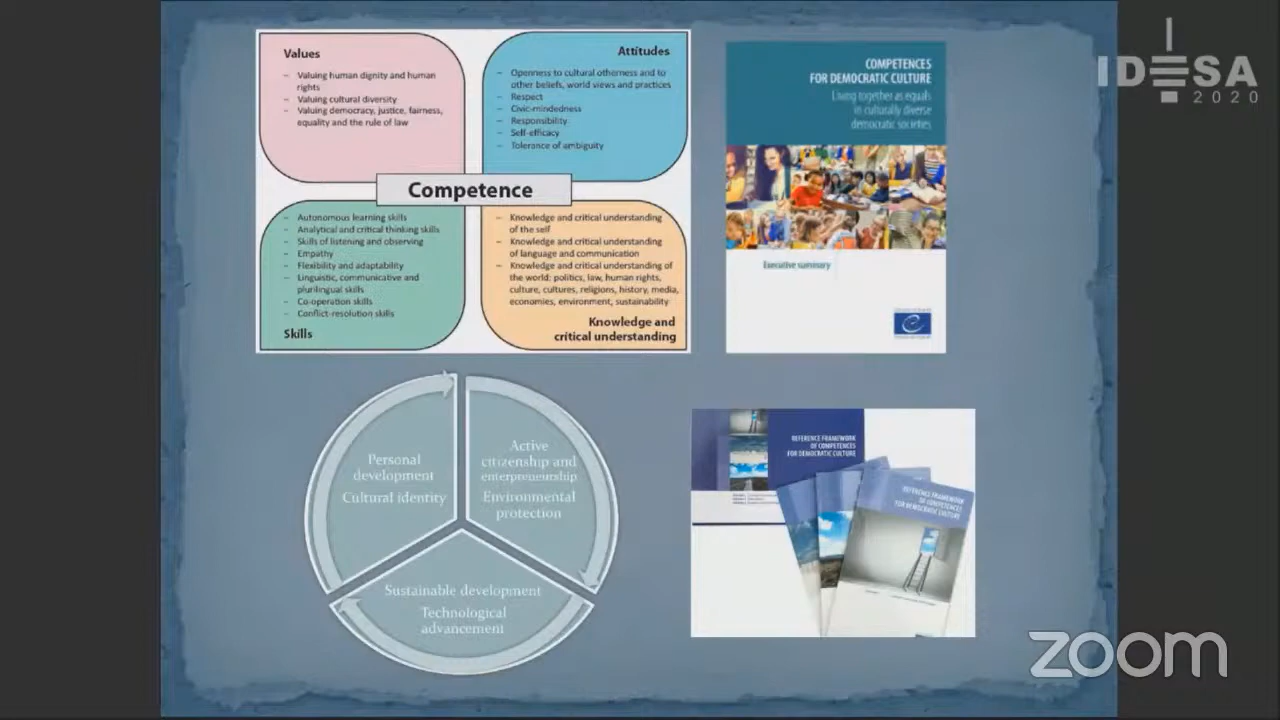 Values
– Valuing human dignity and human
rights
– Valuing cultural diversity
– Valuing democracy, justice, fairness,
equality and the rule of law
Attitudes
– Openness to cultural otherness and to
other beliefs, world views and practices
– Respect
– Civic-mindedness
– Responsibility
– Self-efficacy
– Tolerance of ambiguity
Competence
– Autonomous learning skills
– Analytical and critical thinking skills
– Skills of listening and observing
– Empathy
– Flexibility and adaptability
– Linguistic, communicative and
plurilingual skills
– Co-operation skills
– Conflict-resolution skills
Skills
– Knowledge and critical understanding
of the self
– Knowledge and critical understanding
of language and communication
– Knowledge and critical understanding of
the world: politics, law, human rights,
culture, cultures, religions, history, media,
economies, environment, sustainability
Knowledge and
critical understanding
COMPETENCES
FOR DEMOCRATIC CULTURE
Living together as equals
in culturally diverse
democratic societies
Executive summary
IDESA
2020
Personal
development
Cultural identity
Active
citizenship and
enterpreneurship
Environmental
protection
Sustainable development
Technological
advancement
REFERENCE FRAMEWORK
OF COMPETENCES
FOR DEMOCRATIC CULTURE
REFERENCE FRAMEWORK
OF COMPETENCES
FOR DEMOCRATIC CULTURE
zoom